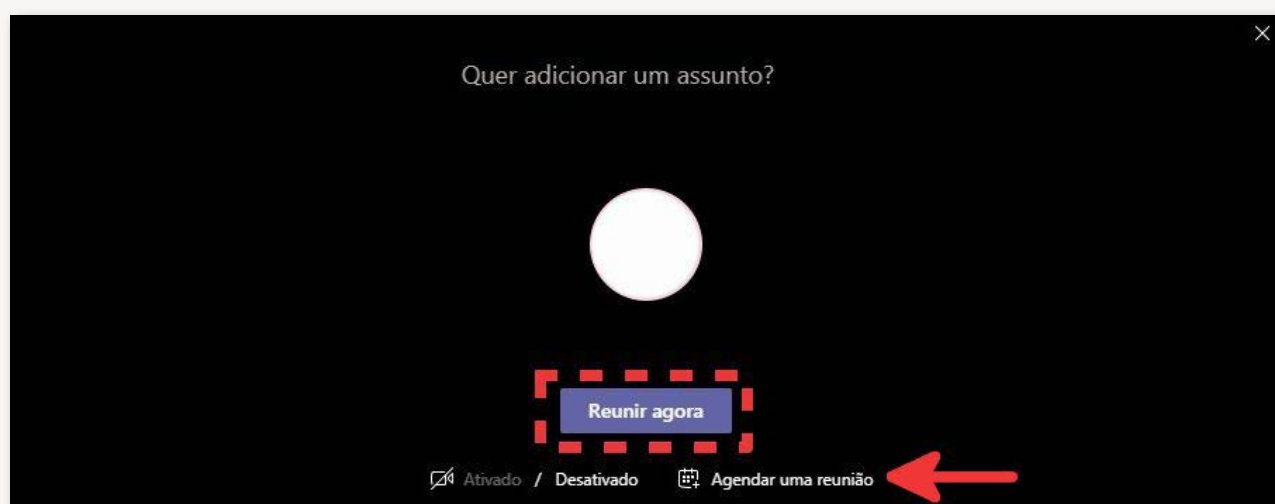 Quer adicionar um assunto?
Reunir agora
Ativado / Desativado Agendar uma reunião